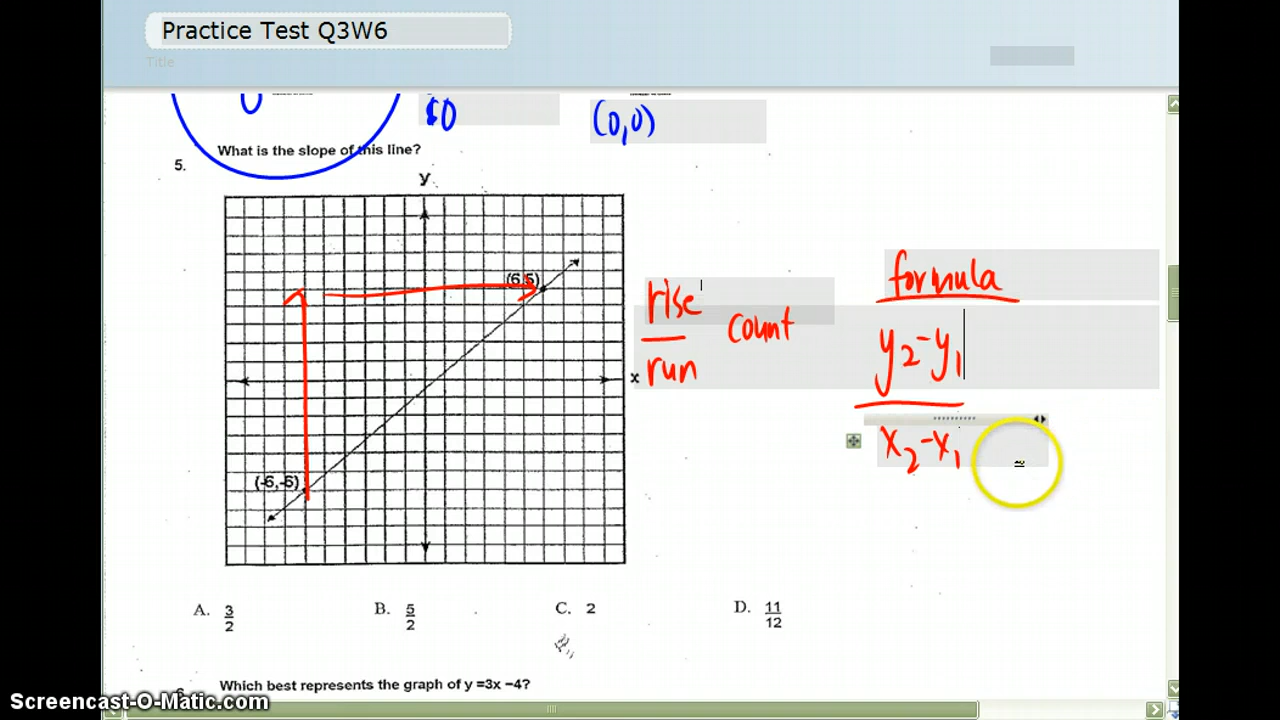 Practice Test Q3W6
Title
0
(0,0)
5. What is the slope of this line?
y
(6,5)
x
(-6,-6)
rise
run
count
formula
y2-y1
x2-x1
A. 3/2
B. 5/2
C. 2
D. 11/12
Which best represents the graph of y =3x -4?
Screencast-O-Matic.com